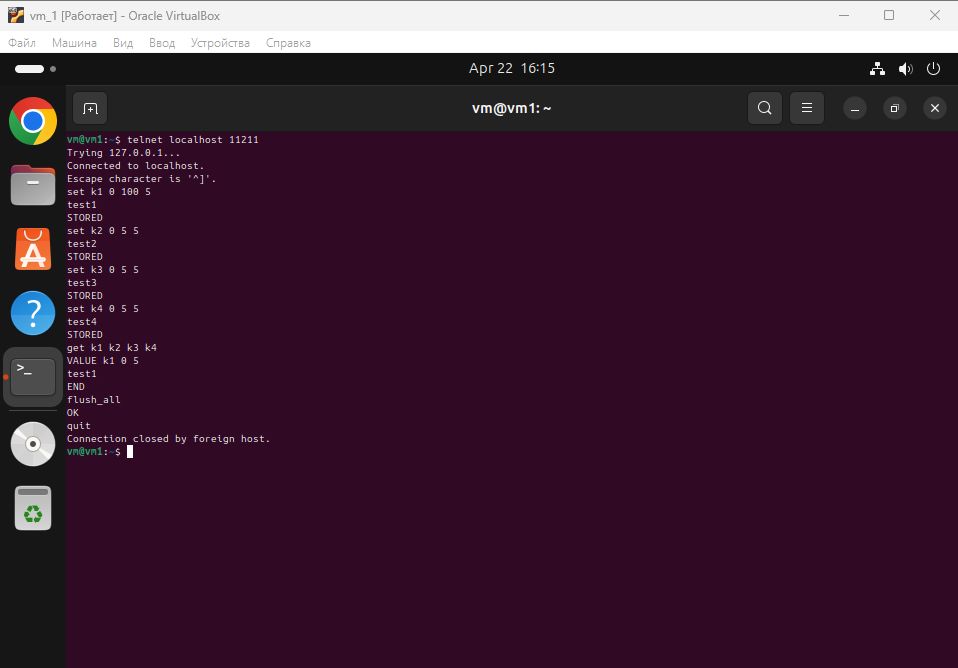 vm_1 [Работает] - Oracle VirtualBox
Файл Машина Вид Ввод Устройства Справка
Apr 22 16:15
vm@vm1: ~
vm@vm1:~$ telnet localhost 11211
Trying 127.0.0.1...
Connected to localhost.
Escape character is '^]'.
set k1 0 100 5
test1
STORED
set k2 0 5 5
test2
STORED
set k3 0 5 5
test3
STORED
set k4 0 5 5
test4
STORED
get k1 k2 k3 k4
VALUE k1 0 5
test1
END
flush_all
OK
quit
Connection closed by foreign host.
vm@vm1:~$